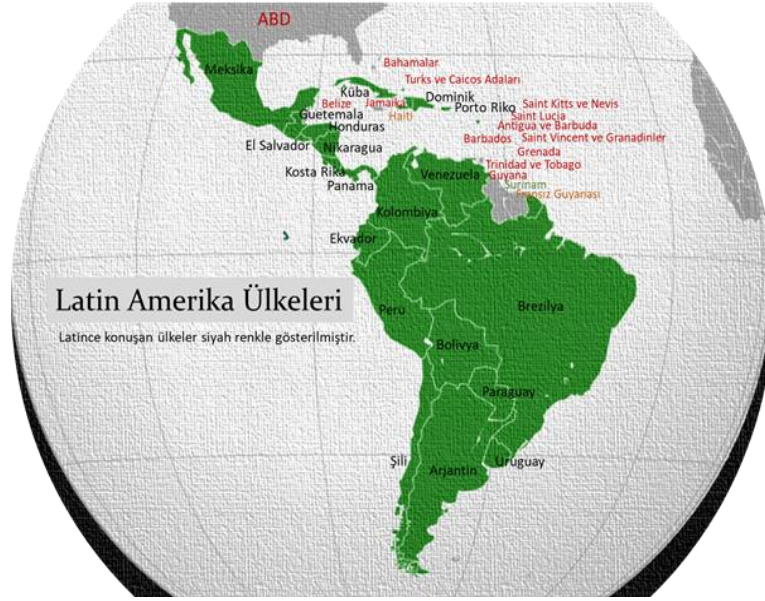 ABD
Meksika
Bahamalar
Turks ve Caicos Adaları
Küba
Dominik
Belize
Jamaika
Porto Riko
Saint Kitts ve Nevis
Guetemala
Haiti
Saint Lucia
Honduras
Antigua ve Barbuda
Barbados
Saint Vincent ve Granadinler
El Salvador
Nikaragua
Grenada
Trinidad ve Tobago
Kosta Rika
Venezuela
Guyana
Panama
Surinam
Fransız Guyanası
Kolombiya
Ekvador
Latin Amerika Ülkeleri
Peru
Brezilya
Latince konuşan ülkeler siyah renkle gösterilmiştir.
Bolivya
Paraguay
Şili
Uruguay
Arjantin